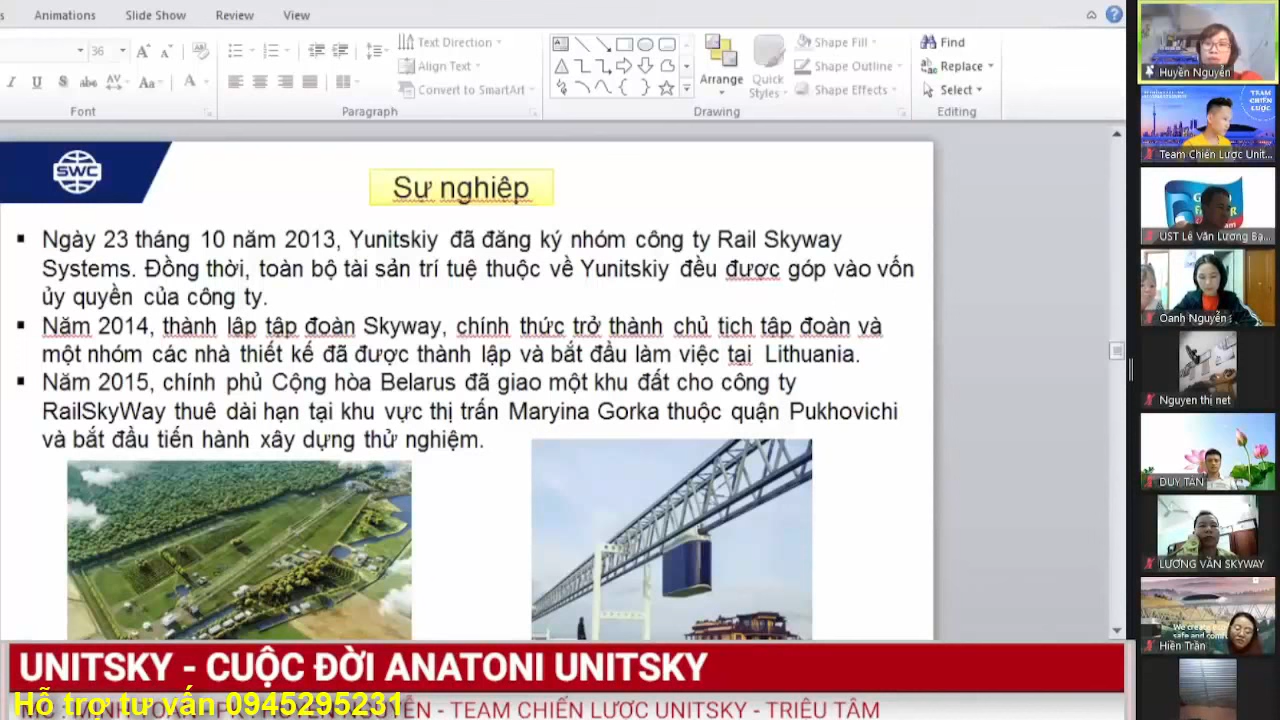 Animations Slide Show Review View
36
Text Direction
Align T
Convert to SmartArt
Arrange
Quick Styles
Shape Fill
Shape Outline
Shape Effects
Find
Replace
Select
Font Paragraph Drawing Editing
SWC
Sự nghiệp
▪ Ngày 23 tháng 10 năm 2013, Yunitskiy đã đăng ký nhóm công ty Rail Skyway
Systems. Đồng thời, toàn bộ tài sản trí tuệ thuộc về Yunitskiy đều được góp vào vốn
ủy quyền của công ty.
▪ Năm 2014, thành lập tập đoàn Skyway, chính thức trở thành chủ tịch tập đoàn và
một nhóm các nhà thiết kế đã được thành lập và bắt đầu làm việc tại Lithuania.
▪ Năm 2015, chính phủ Cộng hòa Belarus đã giao một khu đất cho công ty
RailSkyWay thuê dài hạn tại khu vực thị trấn Maryina Gorka thuộc quận Pukhovichi
và bắt đầu tiến hành xây dựng thử nghiệm.
UNITSKY - CUỘC ĐỜI ANATONI UNITSKY
Hỗ trợ tư vấn 0945295231
ỄN - TEAM CHIẾN LƯỢC UNITSKY - TRIỆU TÂM
Huyền Nguyễn
TEAM
CHIẾN
LƯỢC
Team Chiến Lược Unit...
UST Lê Văn Lương Bạ...
Oanh Nguyễn
Nguyen thị net
DUY TÂN
LƯƠNG VĂN SKYWAY
Hiền Trần